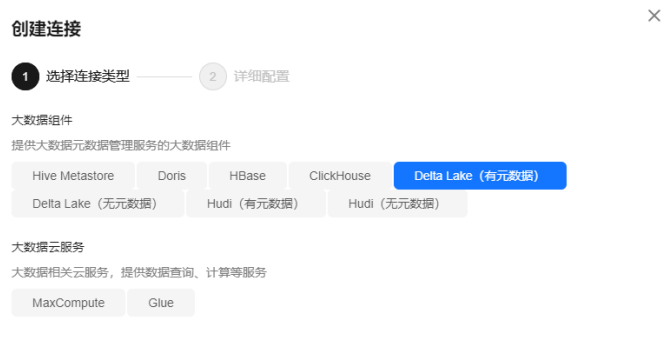 创建连接
1 选择连接类型 2 详细配置
大数据组件
提供大数据元数据管理服务的大数据组件
Hive Metastore Doris HBase ClickHouse Delta Lake（有元数据）
Delta Lake（无元数据） Hudi（有元数据） Hudi（无元数据）
大数据云服务
大数据相关云服务，提供数据查询、计算等服务
MaxCompute Glue